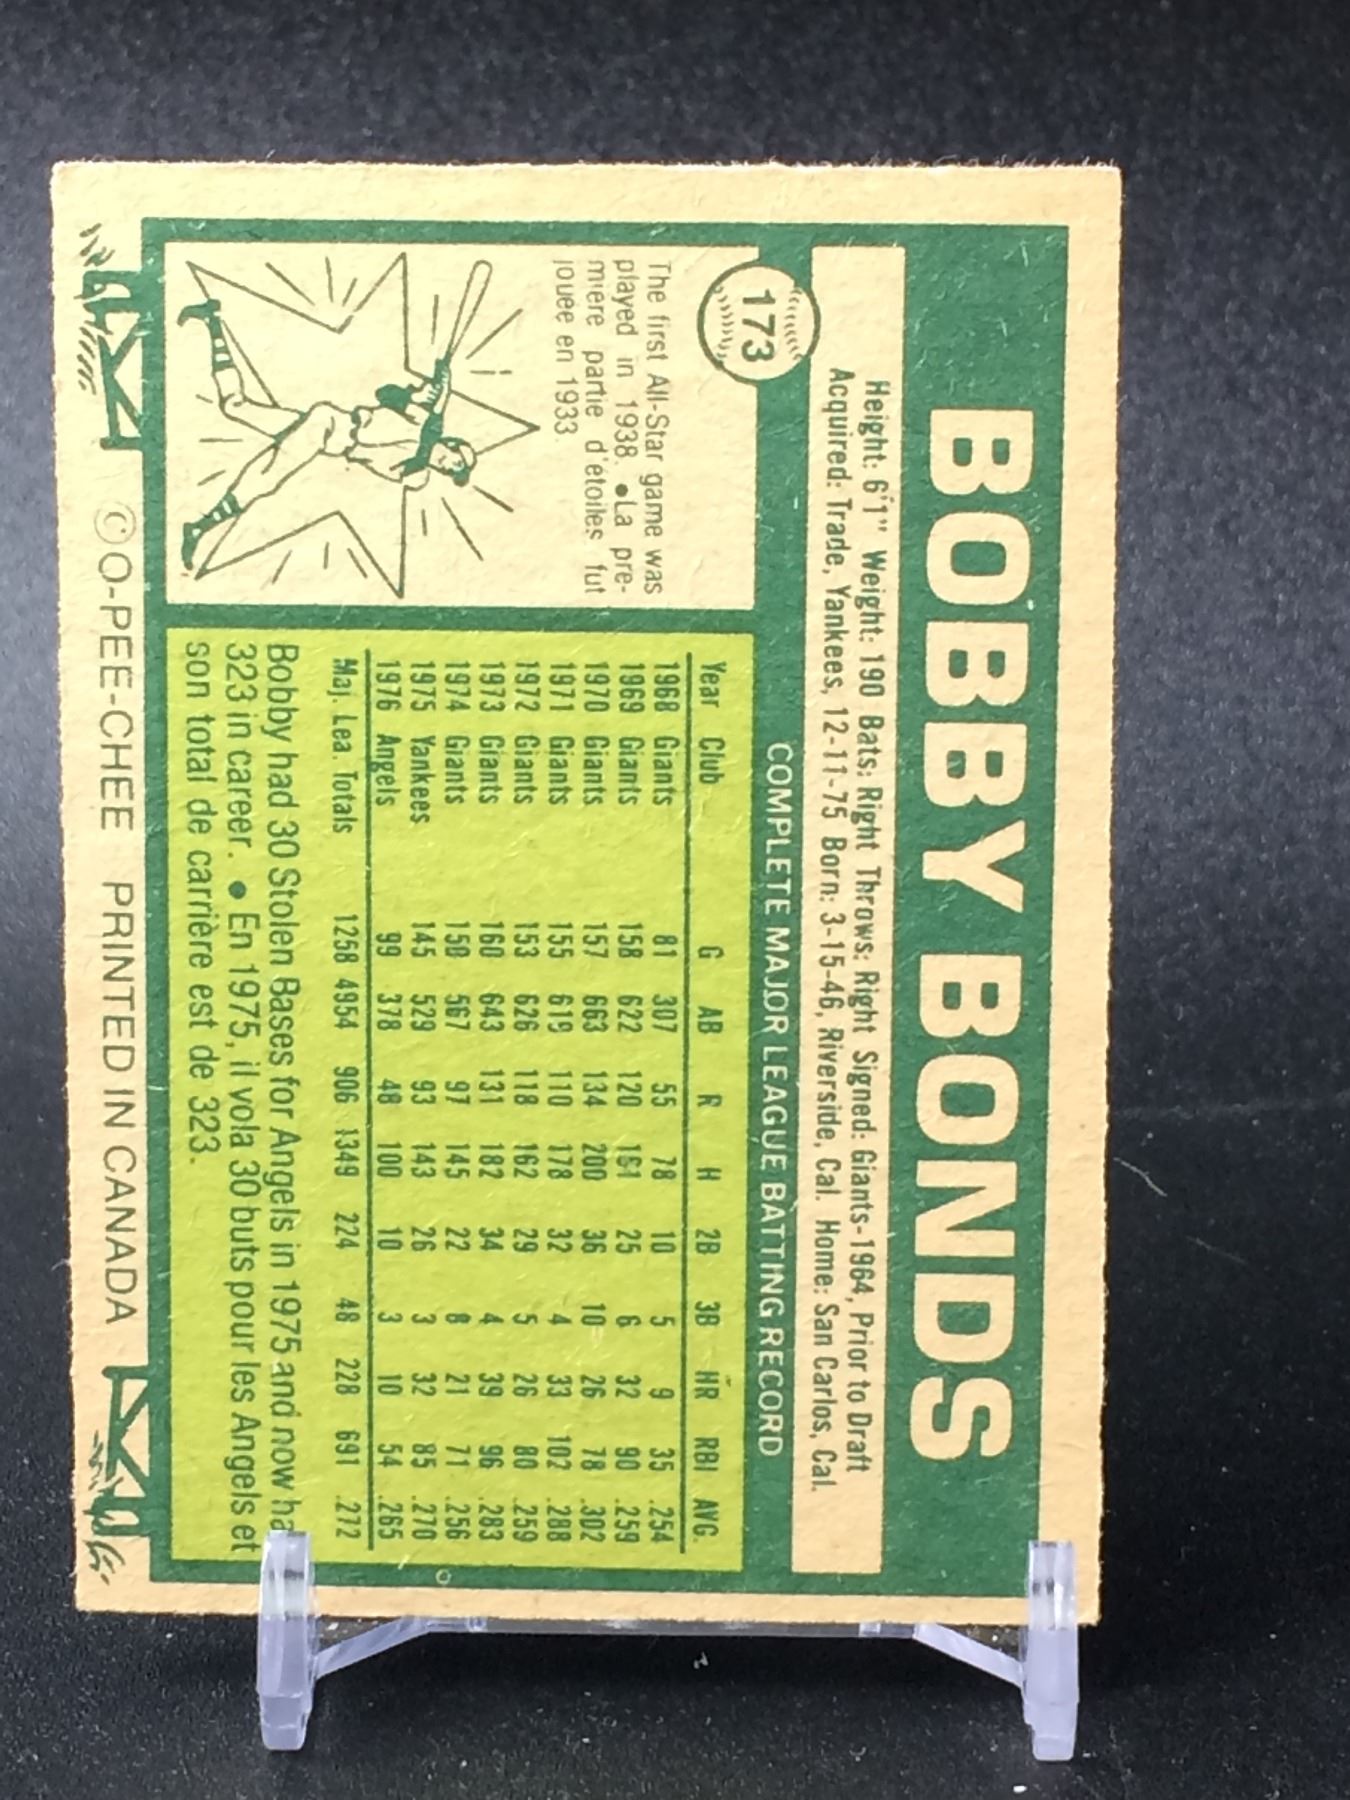 BOBBY BONDS
173
Height: 6'1" Weight: 190 Bats: Right Throws: Right Signed: Giants-1964, Prior to Draft
Acquired: Trade, Yankees, 12-11-75 Born: 3-15-46, Riverside, Cal. Home: San Carlos, Cal.
COMPLETE MAJOR LEAGUE BATTING RECORD
The first All-Star game was
played in 1938. ●La pre-
mière partie d'étoiles fut
jouée en 1933.
Year Club G AB R H 2B 3B HR RBI AVG.
1968 Giants 81 307 55 78 10 5 9 35 .254
1969 Giants 158 622 120 161 25 6 32 90 .259
1970 Giants 157 663 134 200 36 10 26 78 .302
1971 Giants 155 619 110 178 32 4 33 102 .288
1972 Giants 153 626 118 162 29 5 26 80 .259
1973 Giants 160 643 131 182 34 4 39 96 .283
1974 Giants 150 567 97 145 22 8 21 71 .256
1975 Yankees 145 529 93 143 26 3 32 85 .270
1976 Angels 99 378 48 100 10 3 10 54 .265
Maj. Lea. Totals 1258 4954 906 1349 224 48 228 691 .272
Bobby had 30 Stolen Bases for Angels in 1975 and now ha
323 in career. ● En 1975, il vola 30 buts pour les Angels et
son total de carrière est de 323.
©O-PEE-CHEE PRINTED IN CANADA